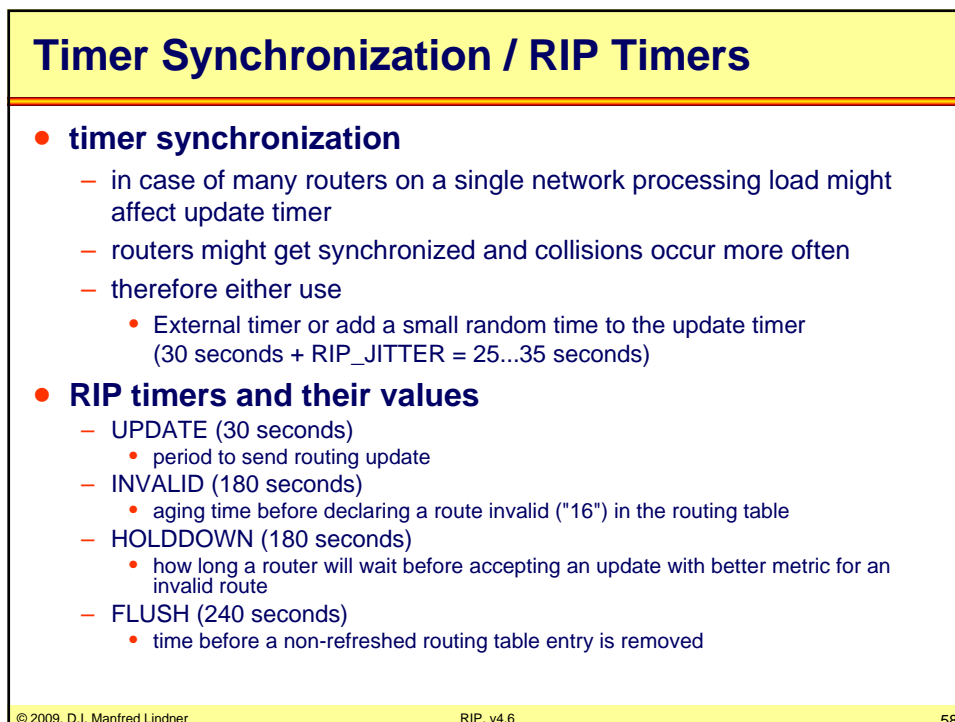 Timer Synchronization / RIP Timers
• timer synchronization
– in case of many routers on a single network processing load might
affect update timer
– routers might get synchronized and collisions occur more often
– therefore either use
• External timer or add a small random time to the update timer
(30 seconds + RIP_JITTER = 25...35 seconds)
• RIP timers and their values
– UPDATE (30 seconds)
• period to send routing update
– INVALID (180 seconds)
• aging time before declaring a route invalid ("16") in the routing table
– HOLDDOWN (180 seconds)
• how long a router will wait before accepting an update with better metric for an
invalid route
– FLUSH (240 seconds)
• time before a non-refreshed routing table entry is removed
© 2009, D.I. Manfred Lindner RIP, v4.6 58